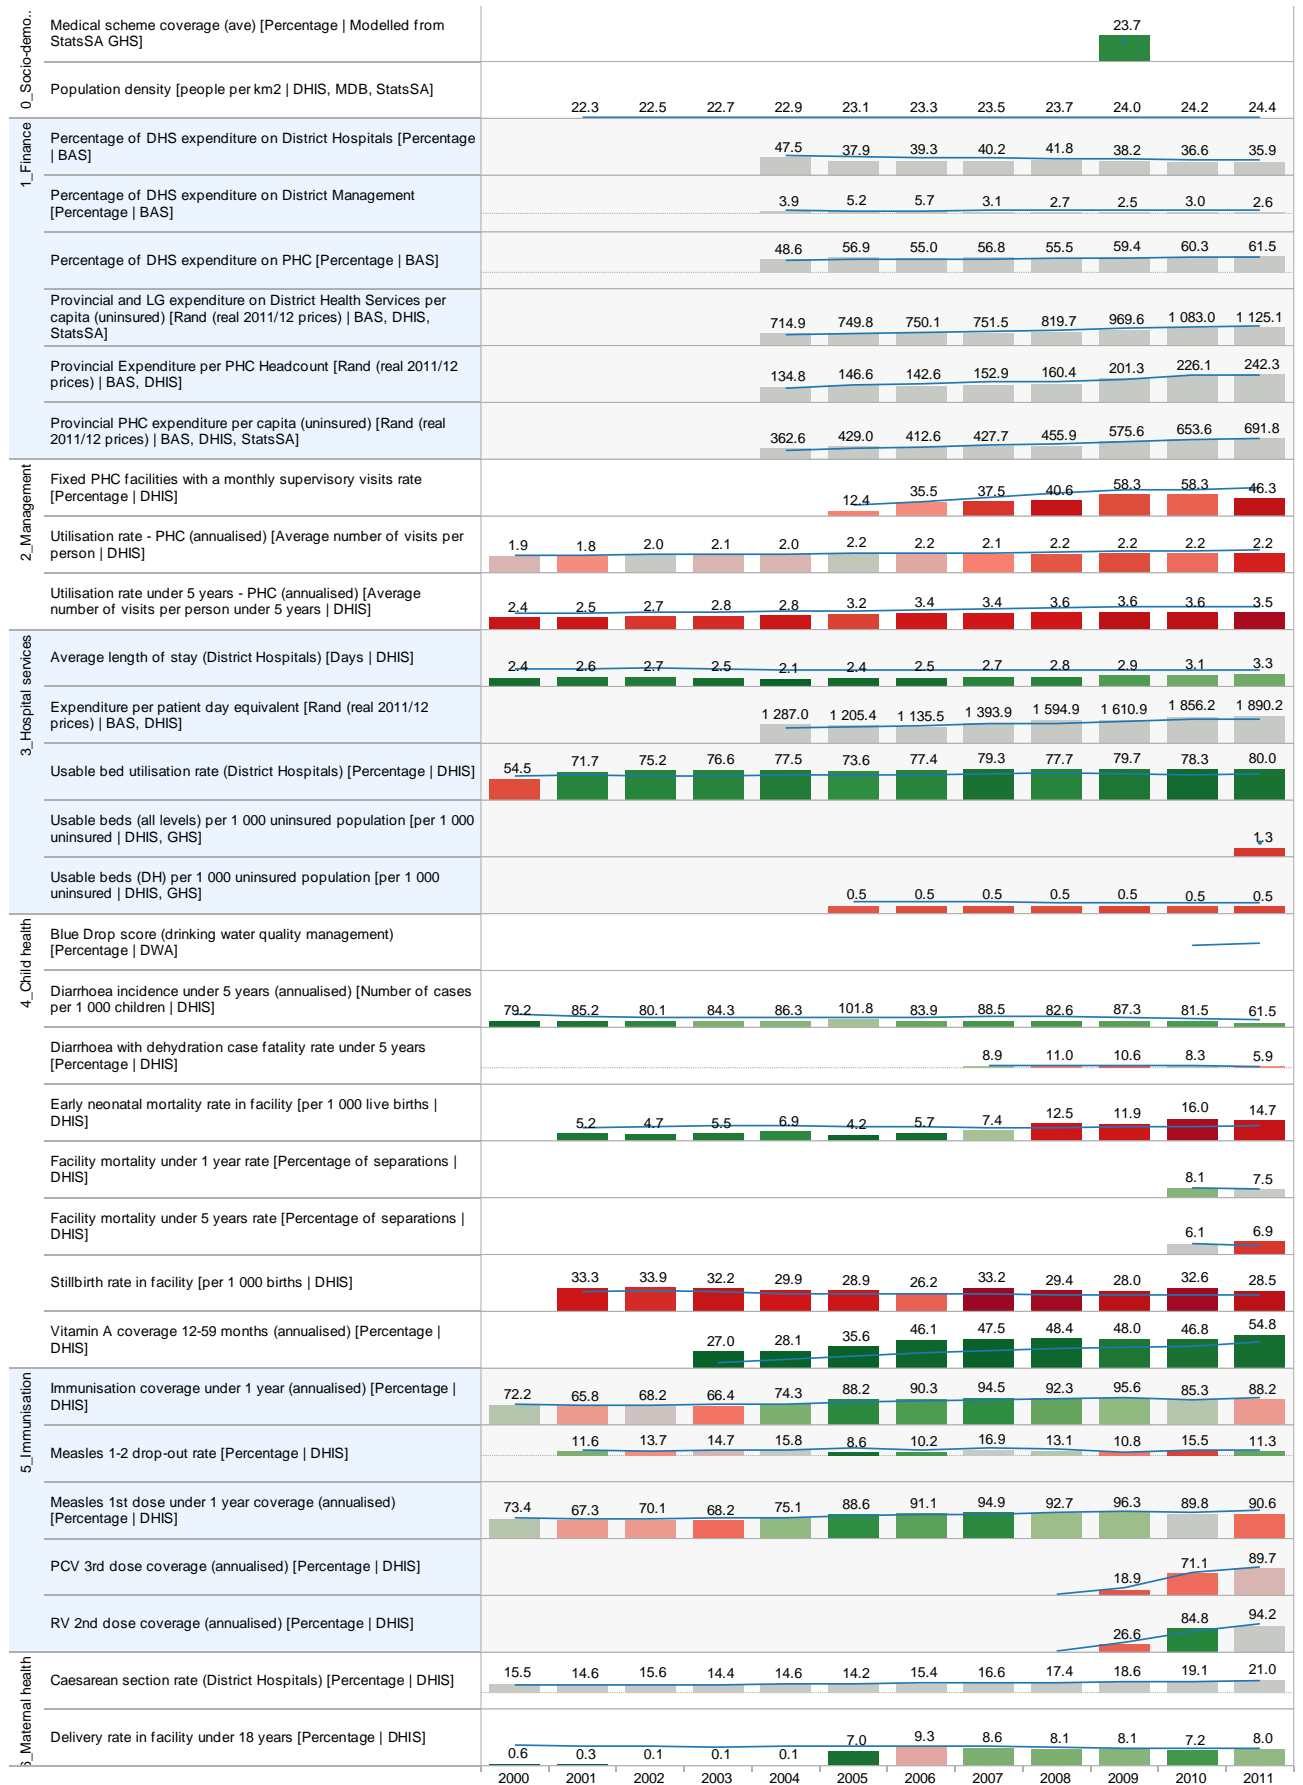 0_Socio-demo..
Medical scheme coverage (ave) [Percentage | Modelled from
StatsSA GHS]
23.7
Population density [people per km2 | DHIS, MDB, StatsSA]
22.3 22.5 22.7 22.9 23.1 23.3 23.5 23.7 24.0 24.2 24.4
1_Finance
Percentage of DHS expenditure on District Hospitals [Percentage
| BAS]
47.5 37.9 39.3 40.2 41.8 38.2 36.6 35.9
Percentage of DHS expenditure on District Management
[Percentage | BAS]
3.9 5.2 5.7 3.1 2.7 2.5 3.0 2.6
Percentage of DHS expenditure on PHC [Percentage | BAS]
48.6 56.9 55.0 56.8 55.5 59.4 60.3 61.5
Provincial and LG expenditure on District Health Services per
capita (uninsured) [Rand (real 2011/12 prices) | BAS, DHIS,
StatsSA]
714.9 749.8 750.1 751.5 819.7 969.6 1 083.0 1 125.1
Provincial Expenditure per PHC Headcount [Rand (real 2011/12
prices) | BAS, DHIS]
134.8 146.6 142.6 152.9 160.4 201.3 226.1 242.3
Provincial PHC expenditure per capita (uninsured) [Rand (real
2011/12 prices) | BAS, DHIS, StatsSA]
362.6 429.0 412.6 427.7 455.9 575.6 653.6 691.8
2_Management
Fixed PHC facilities with a monthly supervisory visits rate
[Percentage | DHIS]
12.4 35.5 37.5 40.6 58.3 58.3 46.3
Utilisation rate - PHC (annualised) [Average number of visits per
person | DHIS]
1.9 1.8 2.0 2.1 2.0 2.2 2.2 2.1 2.2 2.2 2.2 2.2
Utilisation rate under 5 years - PHC (annualised) [Average
number of visits per person under 5 years | DHIS]
2.4 2.5 2.7 2.8 2.8 3.2 3.4 3.4 3.6 3.6 3.6 3.5
3_Hospital services
Average length of stay (District Hospitals) [Days | DHIS]
2.4 2.6 2.7 2.5 2.1 2.4 2.5 2.7 2.8 2.9 3.1 3.3
Expenditure per patient day equivalent [Rand (real 2011/12
prices) | BAS, DHIS]
1 287.0 1 205.4 1 135.5 1 393.9 1 594.9 1 610.9 1 856.2 1 890.2
Usable bed utilisation rate (District Hospitals) [Percentage | DHIS]
54.5 71.7 75.2 76.6 77.5 73.6 77.4 79.3 77.7 79.7 78.3 80.0
Usable beds (all levels) per 1 000 uninsured population [per 1 000
uninsured | DHIS, GHS]
1.3
Usable beds (DH) per 1 000 uninsured population [per 1 000
uninsured | DHIS, GHS]
0.5 0.5 0.5 0.5 0.5 0.5 0.5
4_Child health
Blue Drop score (drinking water quality management)
[Percentage | DWA]
Diarrhoea incidence under 5 years (annualised) [Number of cases
per 1 000 children | DHIS]
79.2 85.2 80.1 84.3 86.3 101.8 83.9 88.5 82.6 87.3 81.5 61.5
Diarrhoea with dehydration case fatality rate under 5 years
[Percentage | DHIS]
8.9 11.0 10.6 8.3 5.9
Early neonatal mortality rate in facility [per 1 000 live births |
DHIS]
5.2 4.7 5.5 6.9 4.2 5.7 7.4 12.5 11.9 16.0 14.7
Facility mortality under 1 year rate [Percentage of separations |
DHIS]
8.1 7.5
Facility mortality under 5 years rate [Percentage of separations |
DHIS]
6.1 6.9
Stillbirth rate in facility [per 1 000 births | DHIS]
33.3 33.9 32.2 29.9 28.9 26.2 33.2 29.4 28.0 32.6 28.5
Vitamin A coverage 12-59 months (annualised) [Percentage |
DHIS]
27.0 28.1 35.6 46.1 47.5 48.4 48.0 46.8 54.8
5_Immunisation
Immunisation coverage under 1 year (annualised) [Percentage |
DHIS]
72.2 65.8 68.2 66.4 74.3 88.2 90.3 94.5 92.3 95.6 85.3 88.2
Measles 1-2 drop-out rate [Percentage | DHIS]
11.6 13.7 14.7 15.8 8.6 10.2 16.9 13.1 10.8 15.5 11.3
Measles 1st dose under 1 year coverage (annualised)
[Percentage | DHIS]
73.4 67.3 70.1 68.2 75.1 88.6 91.1 94.9 92.7 96.3 89.8 90.6
PCV 3rd dose coverage (annualised) [Percentage | DHIS]
18.9 71.1 89.7
RV 2nd dose coverage (annualised) [Percentage | DHIS]
26.6 84.8 94.2
6_Maternal health
Caesarean section rate (District Hospitals) [Percentage | DHIS]
15.5 14.6 15.6 14.4 14.6 14.2 15.4 16.6 17.4 18.6 19.1 21.0
Delivery rate in facility under 18 years [Percentage | DHIS]
0.6 0.3 0.1 0.1 0.1 7.0 9.3 8.6 8.1 8.1 7.2 8.0
2000 2001 2002 2003 2004 2005 2006 2007 2008 2009 2010 2011